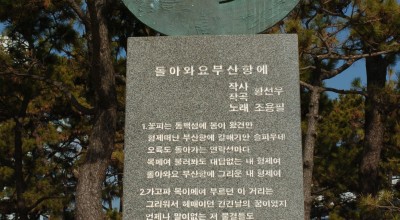 돌아와요부산항에
작사 황선우
작곡
노래 조용필
1.꽃피는 동백섬에 봄이 왔건만
형제떠난 부산항에 갈매기만 슬피우네
오륙도 돌아가는 연락선마다
목메어 불러봐도 대답없는 내 형제여
돌아와요 부산항에 그리운 내 형제여
2.가고파 목이메어 부르던 이 거리는
그리워서 헤매이던 긴긴날의 꿈이었지
언제나 말이없는 저 물결들도